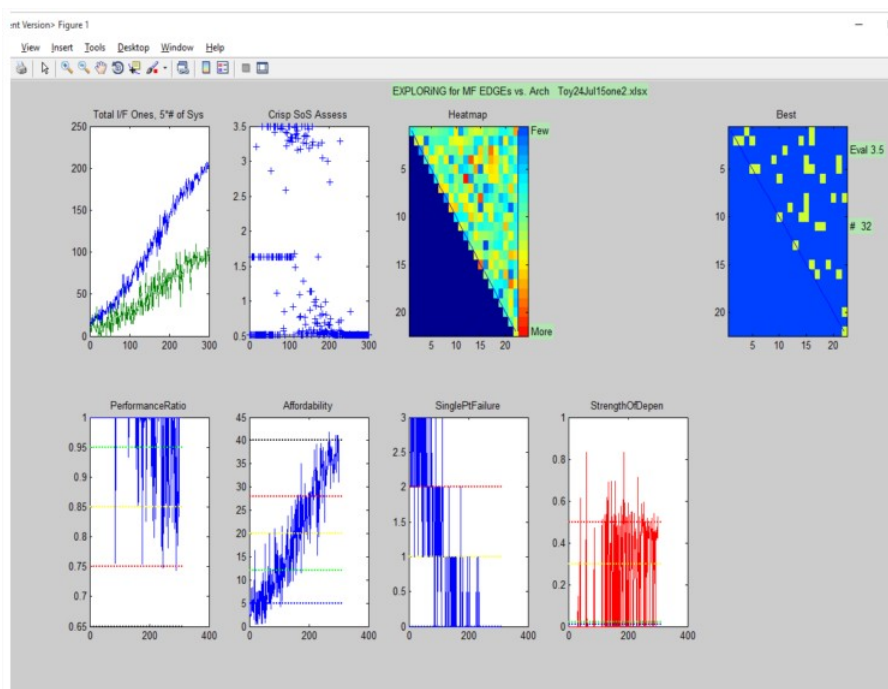 ent Version> Figure 1
View Insert Tools Desktop Window Help
EXPLORiNG for MF EDGEs vs. Arch Toy24Jul15one2.xlsx
Total I/F Ones, 5*# of Sys
250
200
150
100
50
0
0 100 200 300
Crisp SoS Assess
3.5
3
2.5
2
1.5
1
0.5
0 100 200 300
Heatmap
Few
5
10
15
20
More
5 10 15 20
Best
Eval 3.5
# 32
5
10
15
20
5 10 15 20
PerformanceRatio
1
0.95
0.9
0.85
0.8
0.75
0.7
0.65
0 200 400
Affordability
45
40
35
30
25
20
15
10
5
0
0 200 400
SinglePtFailure
3
2.5
2
1.5
1
0.5
0
0 200 400
StrengthOfDepen
1
0.8
0.6
0.4
0.2
0
0 200 400